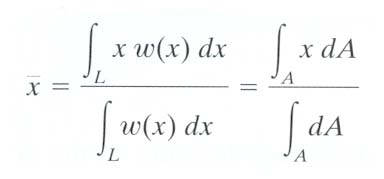 x̄ = ∫_L x w(x) dx / ∫_L w(x) dx = ∫_A x dA / ∫_A dA